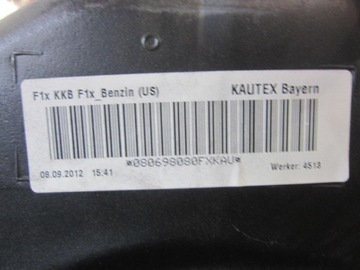 F1x KKB F1x_Benzin (US)
KAUTEX Bayern
*080698080FXKAU*
08.09.2012 15:41
Werker: 4513